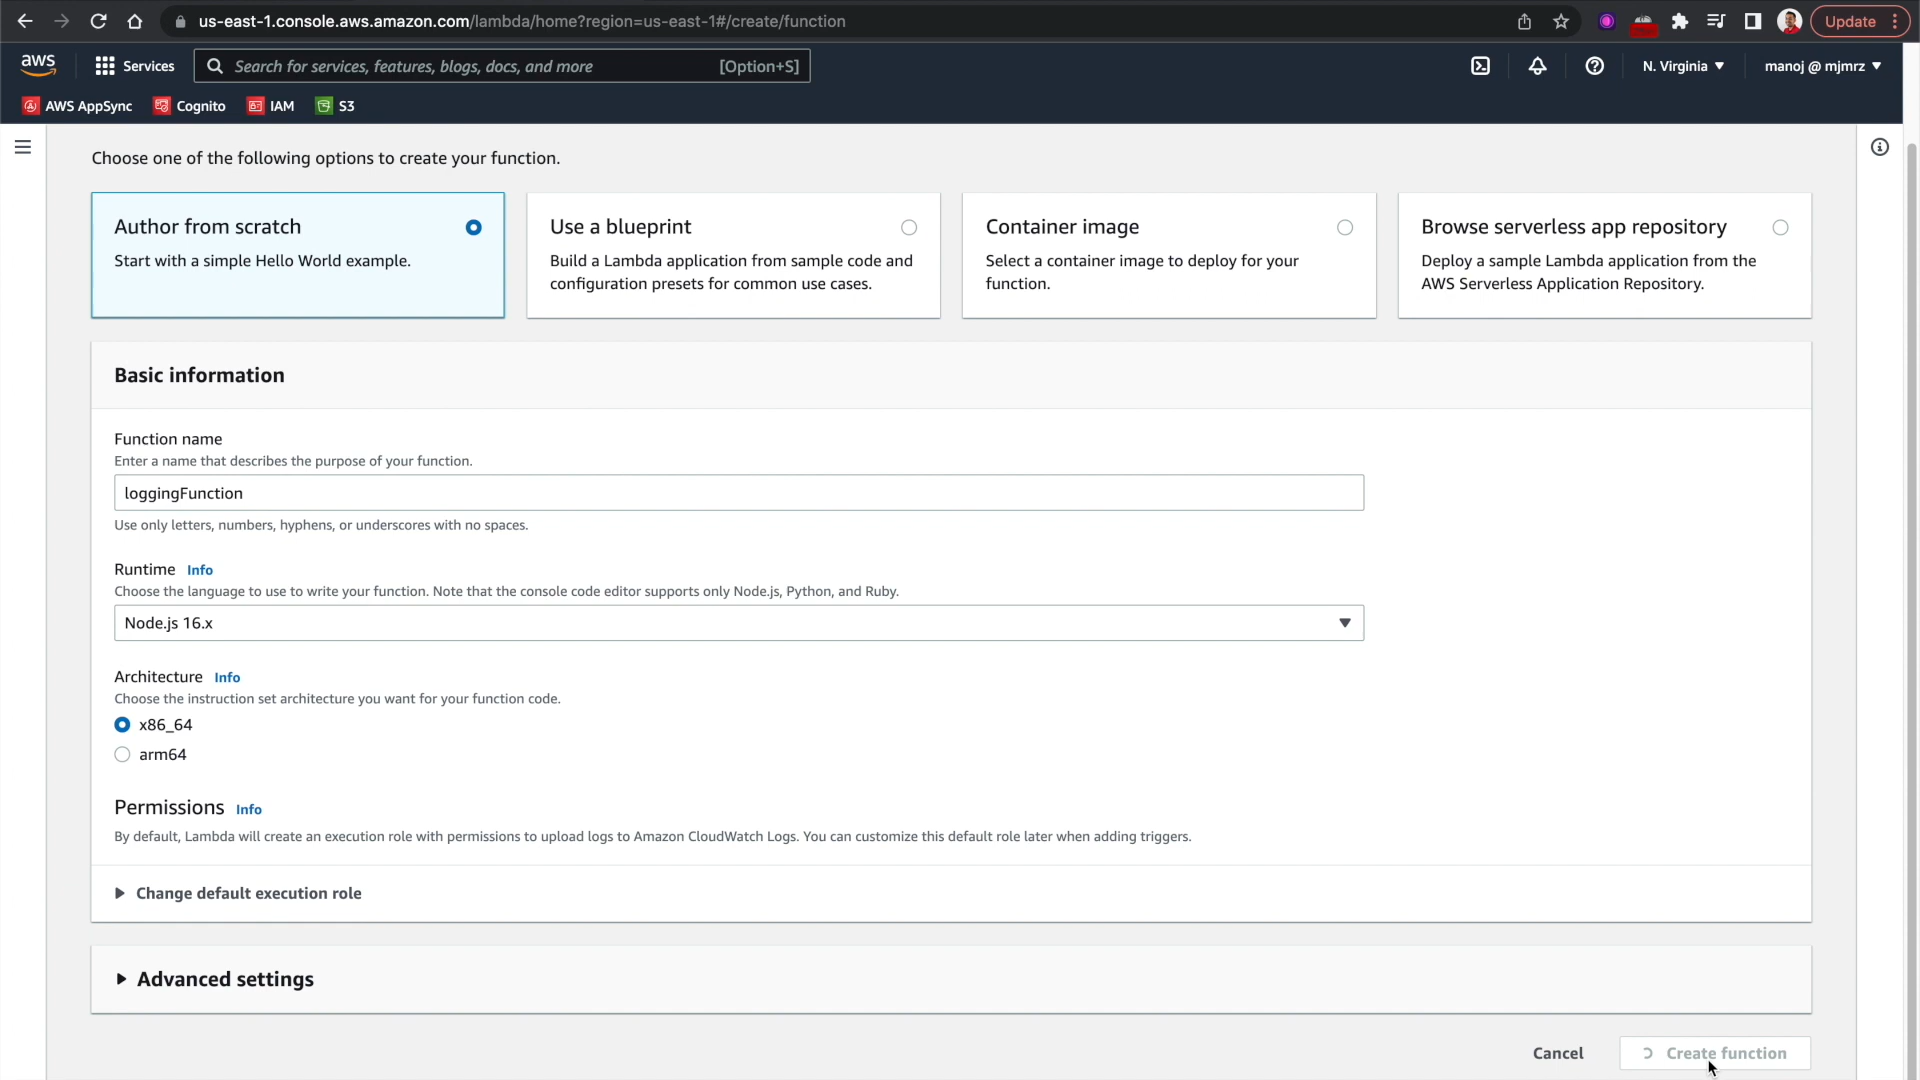 us-east-1.console.aws.amazon.com/lambda/home?region=us-east-1#/create/function
Update
aws
Services
Search for services, features, blogs, docs, and more
[Option+S]
N. Virginia
manoj @ mjmrz
AWS AppSync
Cognito
IAM
S3
Choose one of the following options to create your function.
Author from scratch
Start with a simple Hello World example.
Use a blueprint
Build a Lambda application from sample code and
configuration presets for common use cases.
Container image
Select a container image to deploy for your
function.
Browse serverless app repository
Deploy a sample Lambda application from the
AWS Serverless Application Repository.
Basic information
Function name
Enter a name that describes the purpose of your function.
loggingFunction
Use only letters, numbers, hyphens, or underscores with no spaces.
Runtime Info
Choose the language to use to write your function. Note that the console code editor supports only Node.js, Python, and Ruby.
Node.js 16.x
Architecture Info
Choose the instruction set architecture you want for your function code.
x86_64
arm64
Permissions Info
By default, Lambda will create an execution role with permissions to upload logs to Amazon CloudWatch Logs. You can customize this default role later when adding triggers.
Change default execution role
Advanced settings
Cancel
Create function